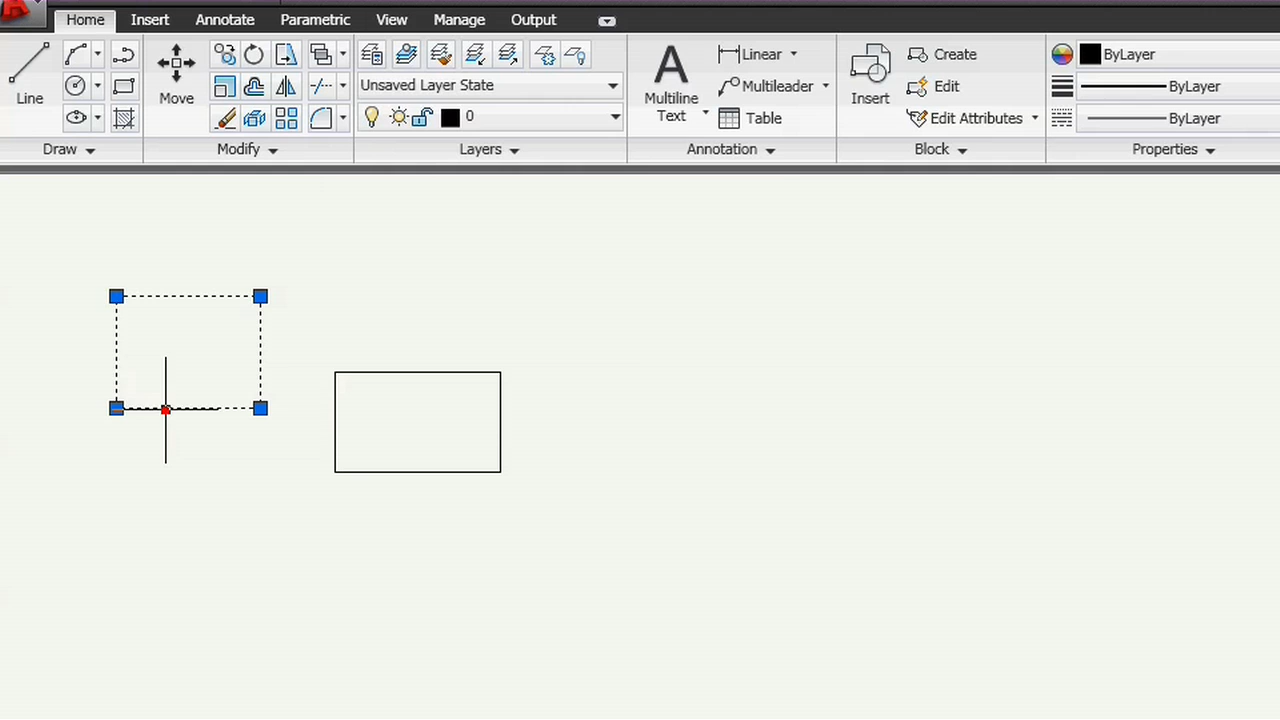 Home Insert Annotate Parametric View Manage Output
Linear ByLayer Create
Unsaved Layer State Multileader Edit ByLayer
Line Move Multiline Text Insert
0 Table Edit Attributes ByLayer
Draw Modify Layers Annotation Block Properties